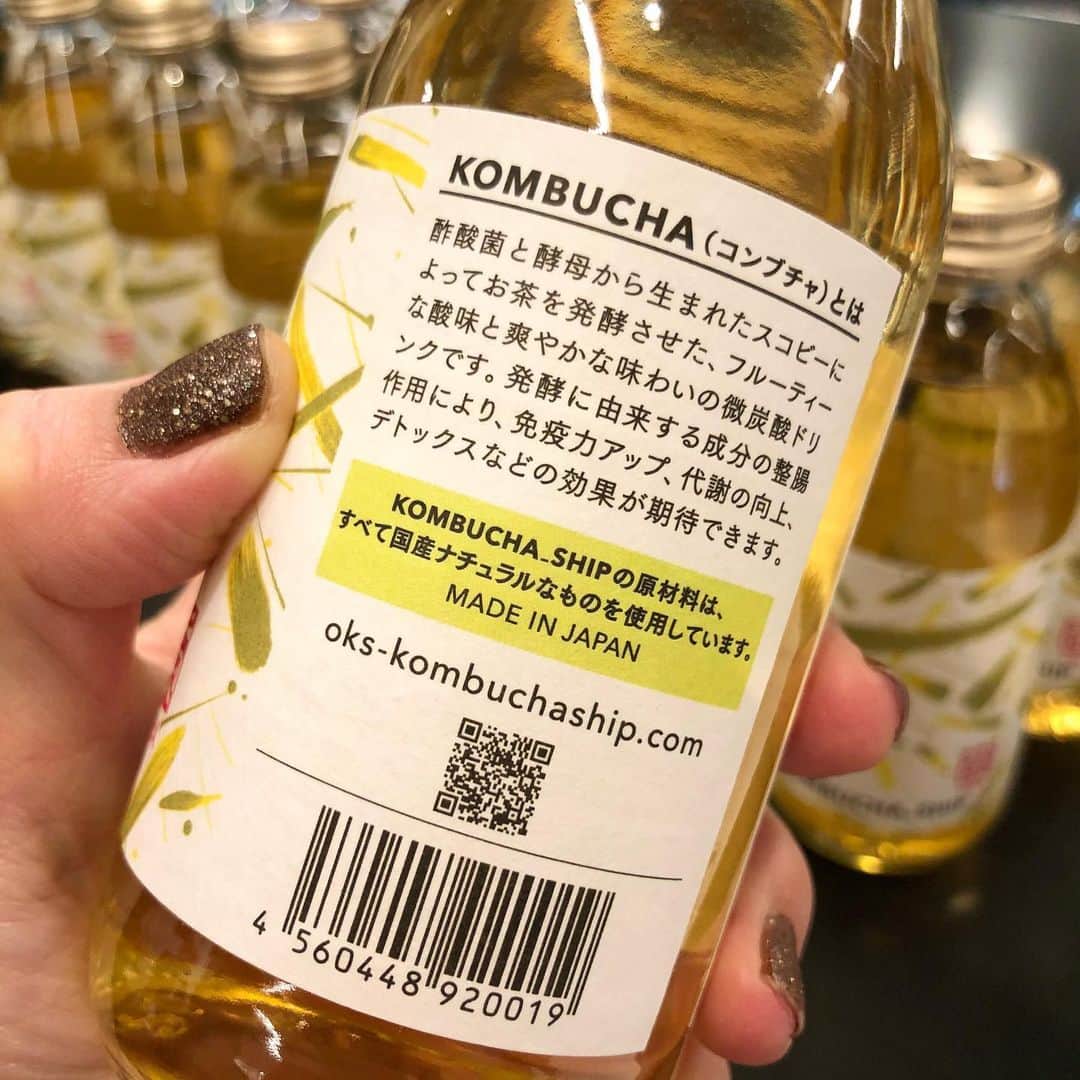 KOMBUCHA(コンブチャ)とは
酢酸菌と酵母から生まれたスコビーに
よってお茶を発酵させた、フルーティー
な酸味と爽やかな味わいの微炭酸ドリ
ンクです。発酵に由来する成分の整腸
作用により、免疫力アップ、代謝の向上、
デトックスなどの効果が期待できます。
KOMBUCHA_SHIPの原材料は、
すべて国産ナチュラルなものを使用しています。
MADE IN JAPAN
oks-kombuchaship.com
4 560448 920019